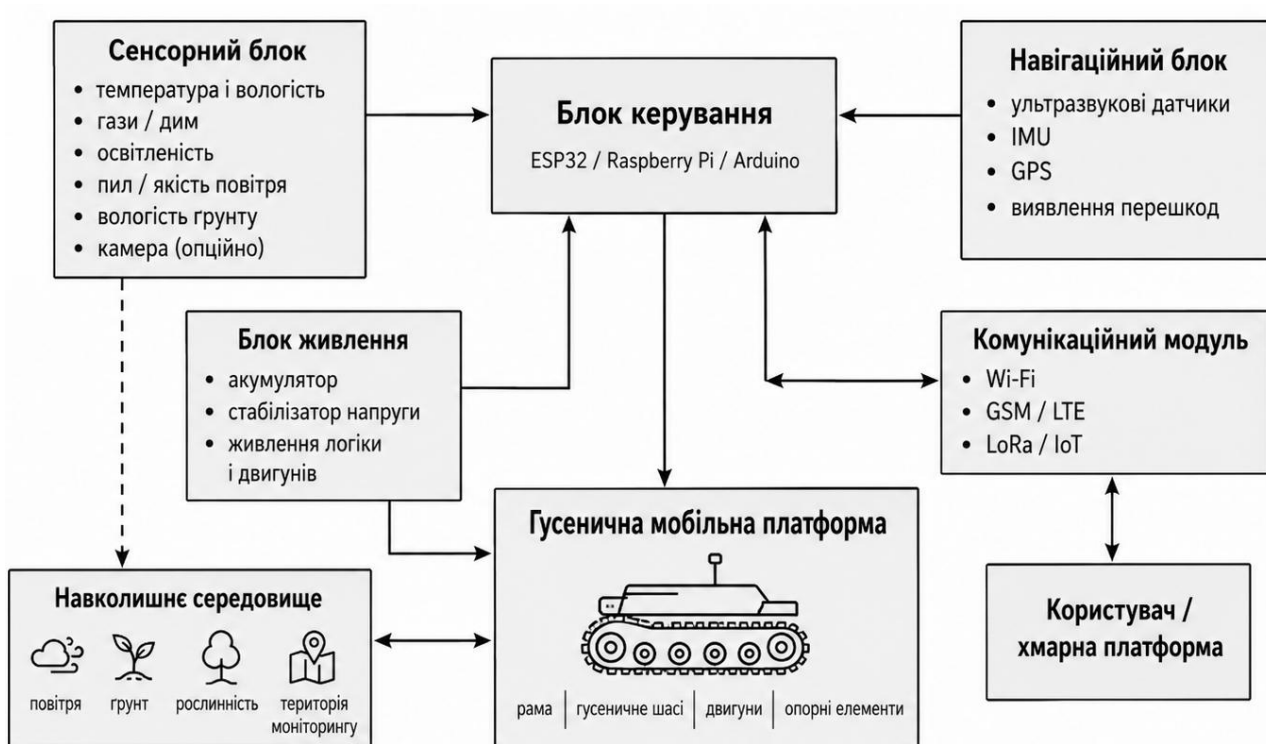 Сенсорний блок
• температура і вологість
• гази / дим
• освітленість
• пил / якість повітря
• вологість ґрунту
• камера (опційно)
Блок керування
ESP32 / Raspberry Pi / Arduino
Навігаційний блок
• ультразвукові датчики
• IMU
• GPS
• виявлення перешкод
Блок живлення
• акумулятор
• стабілізатор напруги
• живлення логіки
і двигунів
Комунікаційний модуль
• Wi-Fi
• GSM / LTE
• LoRa / IoT
Навколишнє середовище
повітря
ґрунт
рослинність
територія
моніторингу
Гусенична мобільна платформа
рама
гусеничне шасі
двигуни
опорні елементи
Користувач /
хмарна платформа